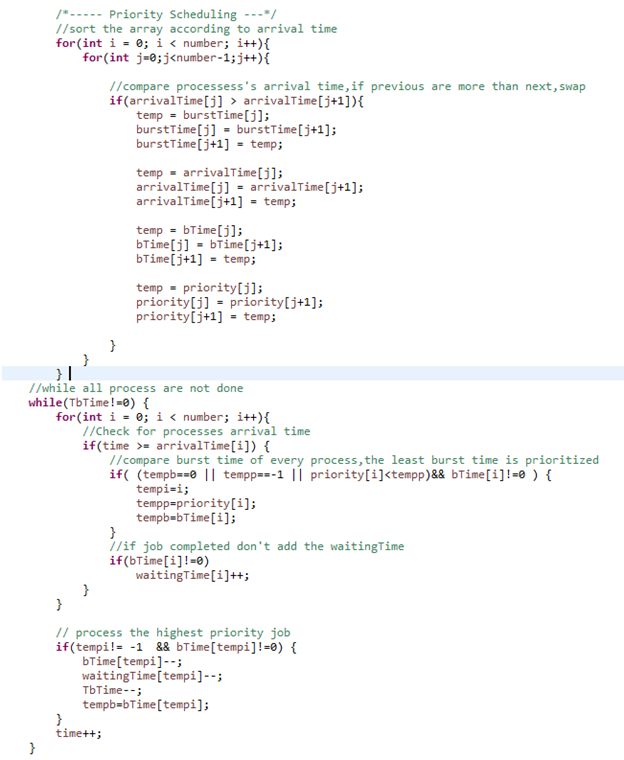 /*----- Priority Scheduling ---*/
//sort the array according to arrival time
for(int i = 0; i < number; i++){
for(int j=0;j<number-1;j++){
//compare processess's arrival time,if previous are more than next,swap
if(arrivalTime[j] > arrivalTime[j+1]){
temp = burstTime[j];
burstTime[j] = burstTime[j+1];
burstTime[j+1] = temp;
temp = arrivalTime[j];
arrivalTime[j] = arrivalTime[j+1];
arrivalTime[j+1] = temp;
temp = bTime[j];
bTime[j] = bTime[j+1];
bTime[j+1] = temp;
temp = priority[j];
priority[j] = priority[j+1];
priority[j+1] = temp;
}
}
}
//while all process are not done
while(TbTime!=0) {
for(int i = 0; i < number; i++){
//Check for processes arrival time
if(time >= arrivalTime[i]) {
//compare burst time of every process,the least burst time is prioritized
if( (tempb==0 || tempp==-1 || priority[i]<tempp)&& bTime[i]!=0 ) {
tempi=i;
tempp=priority[i];
tempb=bTime[i];
}
//if job completed don't add the waitingTime
if(bTime[i]!=0)
waitingTime[i]++;
}
}
// process the highest priority job
if(tempi!= -1  && bTime[tempi]!=0) {
bTime[tempi]--;
waitingTime[tempi]--;
TbTime--;
tempb=bTime[tempi];
}
time++;
}